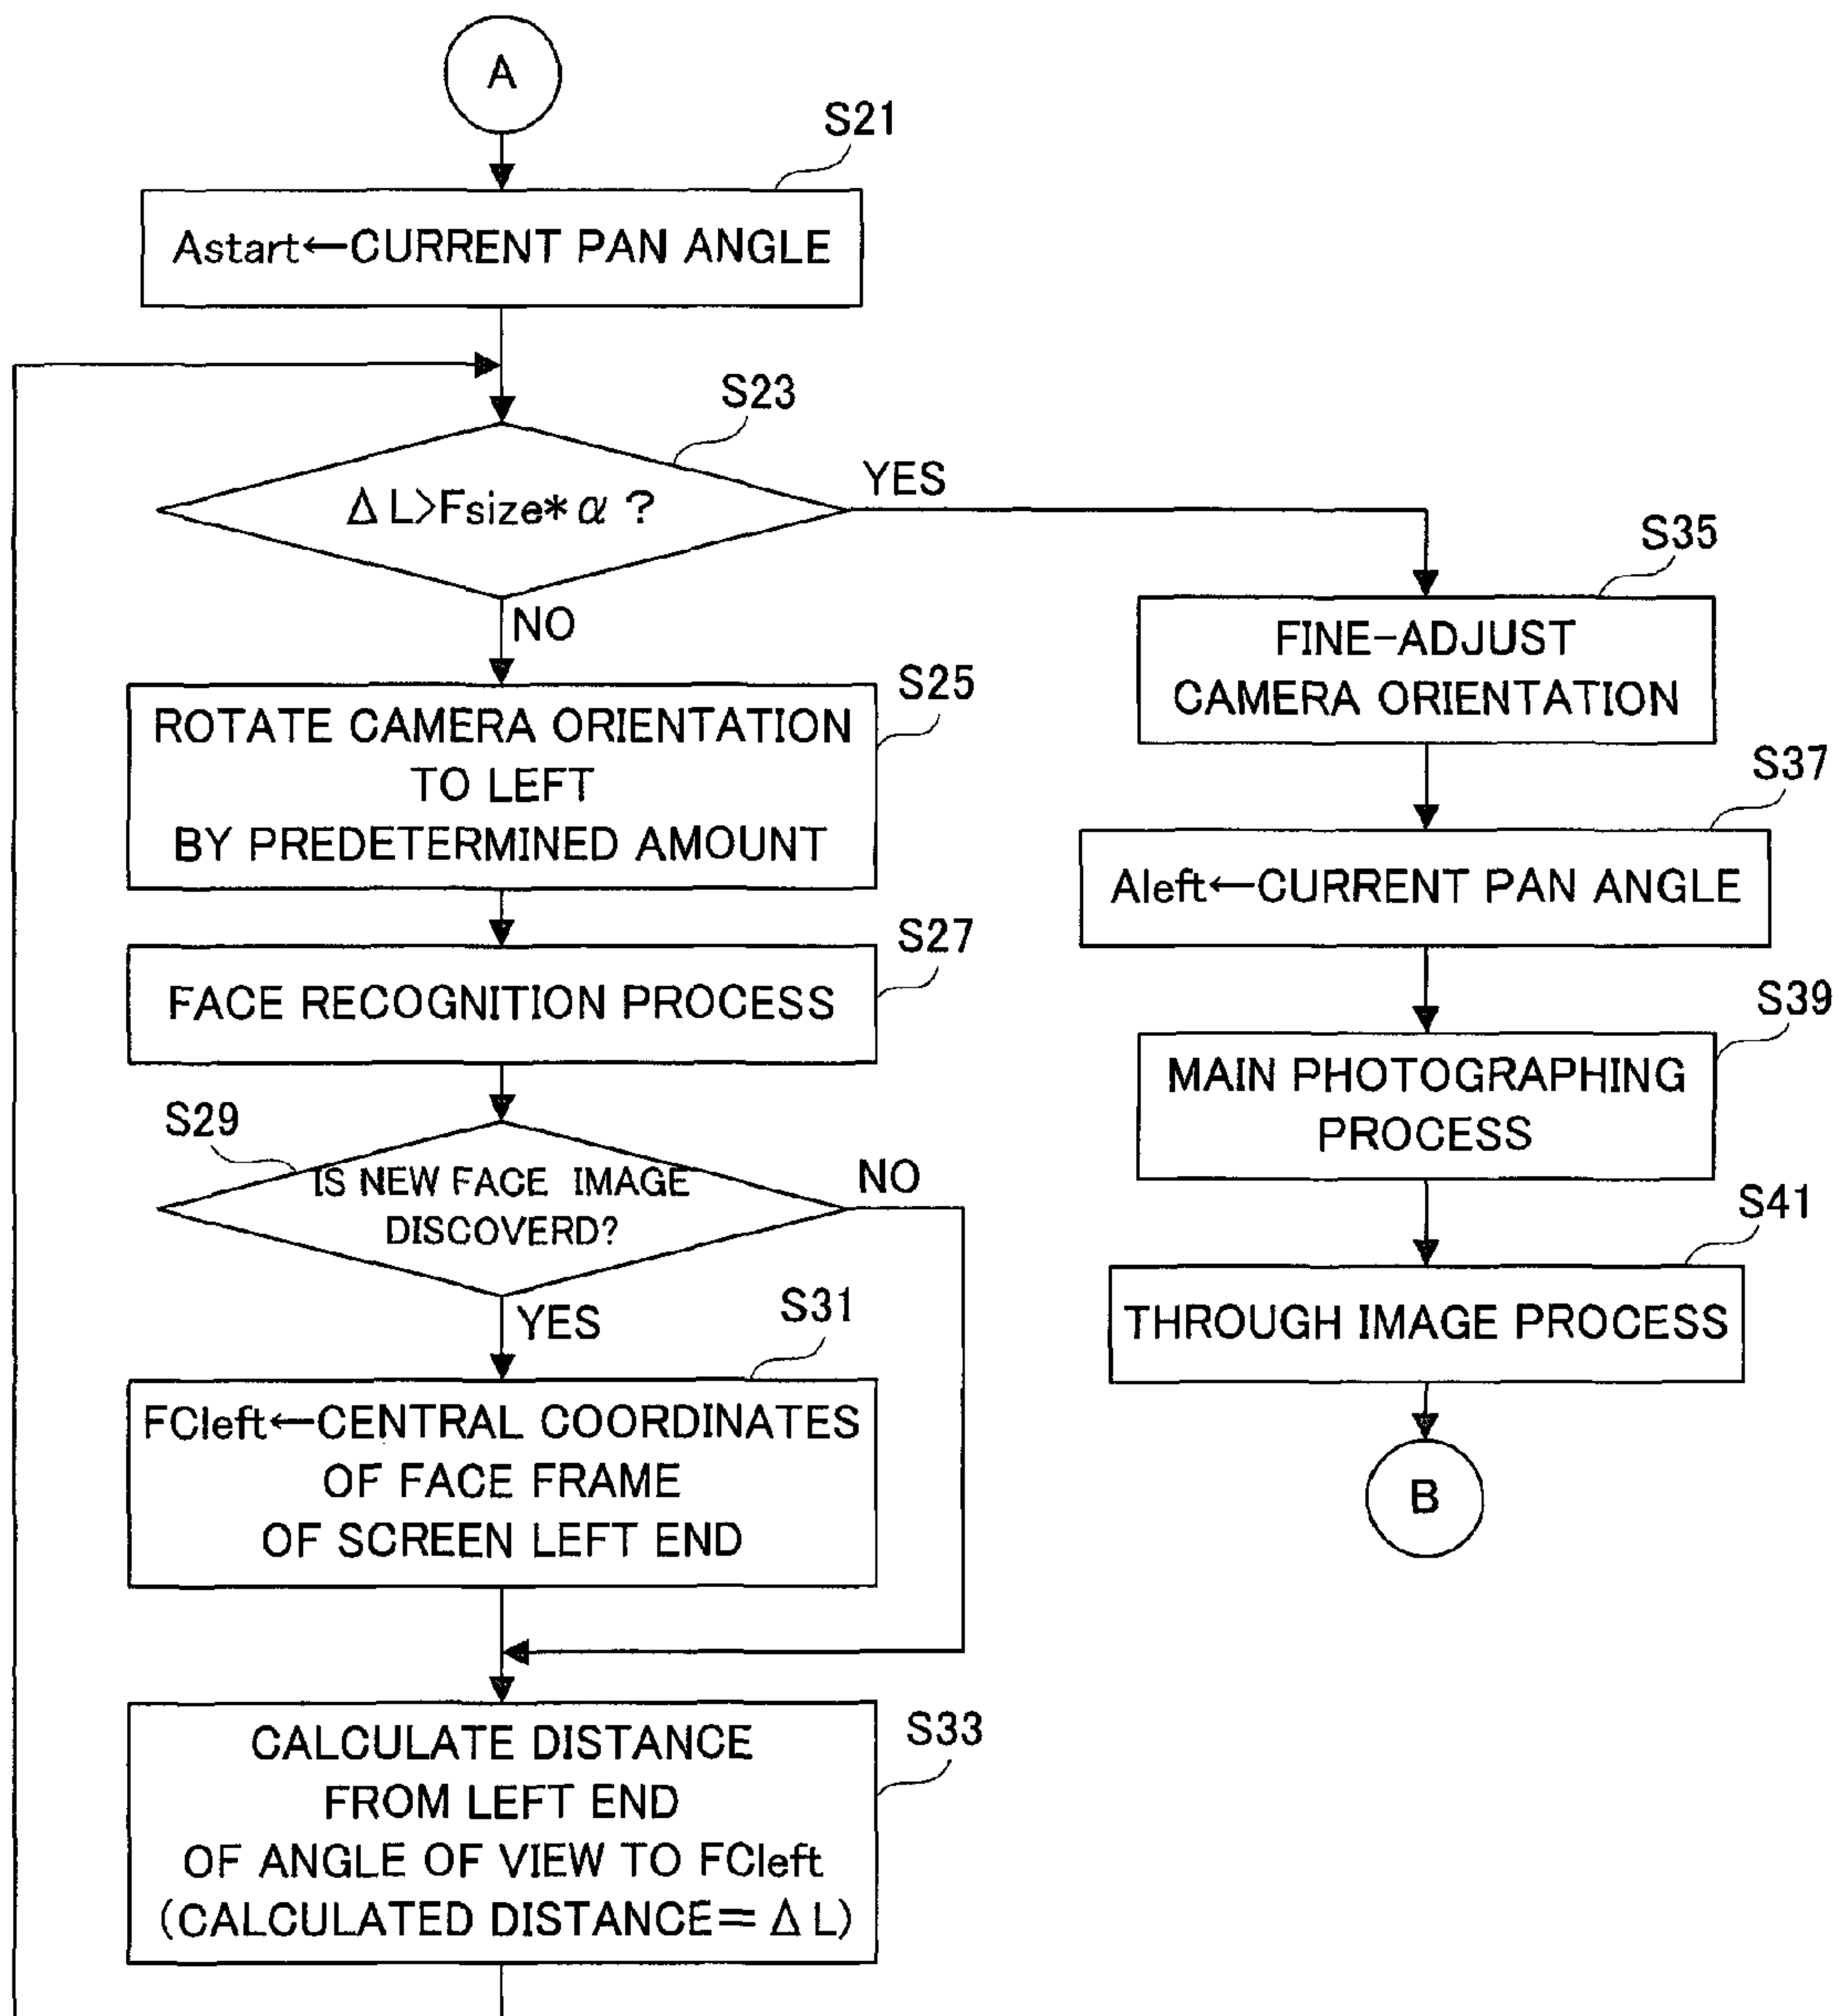 A
S21
Astart←CURRENT PAN ANGLE
S23
ΔL>Fsize*α?
YES
NO
S25
ROTATE CAMERA ORIENTATION
TO LEFT
BY PREDETERMINED AMOUNT
S27
FACE RECOGNITION PROCESS
S29
IS NEW FACE IMAGE
DISCOVERD?
NO
YES
S31
FCleft←CENTRAL COORDINATES
OF FACE FRAME
OF SCREEN LEFT END
S33
CALCULATE DISTANCE
FROM LEFT END
OF ANGLE OF VIEW TO FCleft
(CALCULATED DISTANCE=ΔL)
S35
FINE-ADJUST
CAMERA ORIENTATION
S37
Aleft←CURRENT PAN ANGLE
S39
MAIN PHOTOGRAPHING
PROCESS
S41
THROUGH IMAGE PROCESS
B